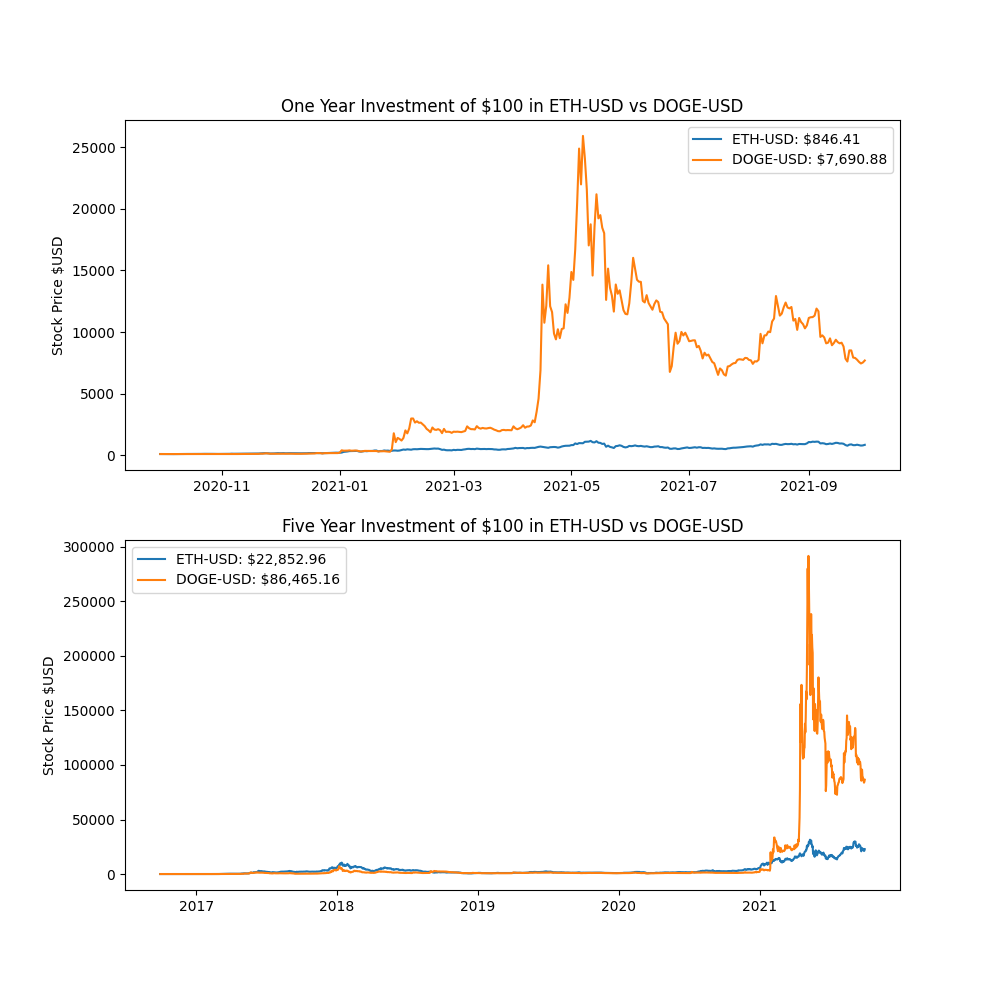 One Year Investment of $100 in ETH-USD vs DOGE-USD
ETH-USD: $846.41
DOGE-USD: $7,690.88
Stock Price $USD
25000
20000
15000
10000
5000
0
2020-11 2021-01 2021-03 2021-05 2021-07 2021-09
Five Year Investment of $100 in ETH-USD vs DOGE-USD
ETH-USD: $22,852.96
DOGE-USD: $86,465.16
Stock Price $USD
300000
250000
200000
150000
100000
50000
0
2017 2018 2019 2020 2021